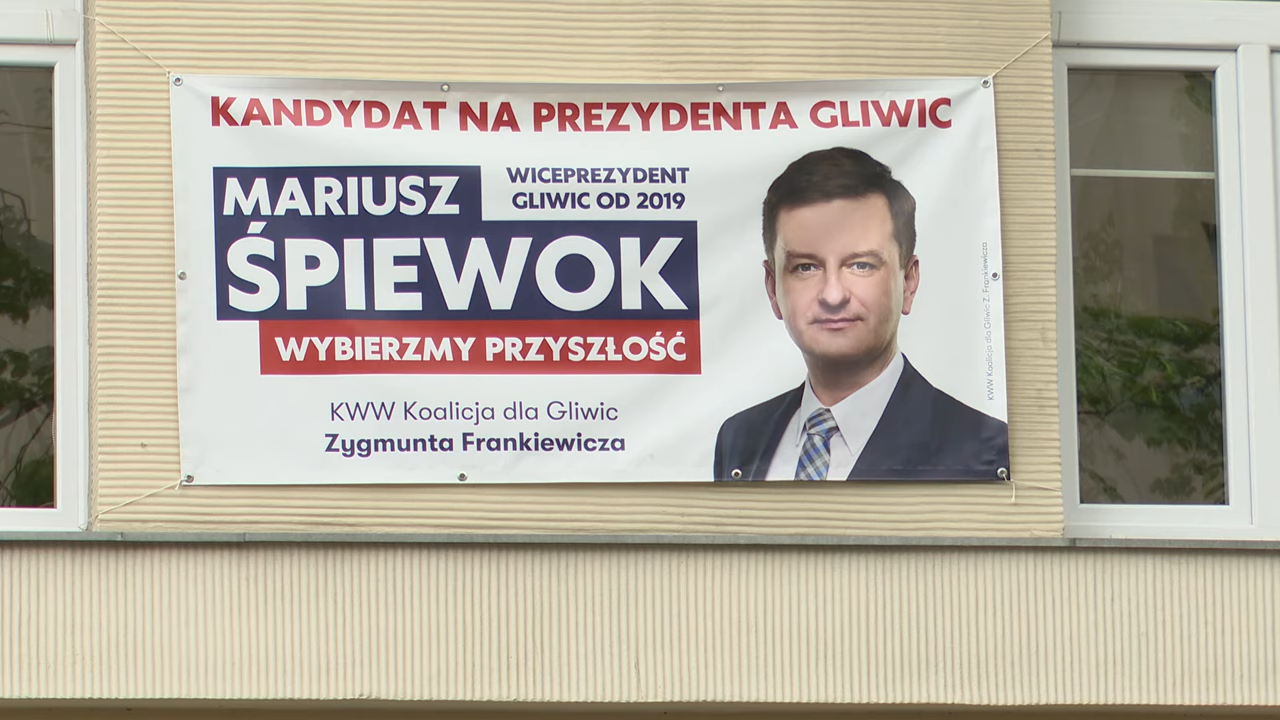 KANDYDAT NA PREZYDENTA GLIWIC
MARIUSZ
WICEPREZYDENT
GLIWIC OD 2019
ŚPIEWOK
WYBIERZMY PRZYSZŁOŚĆ
KWW Koalicja dla Gliwic
Zygmunta Frankiewicza
KWW Koalicja dla Gliwic Z. Frankiewicza